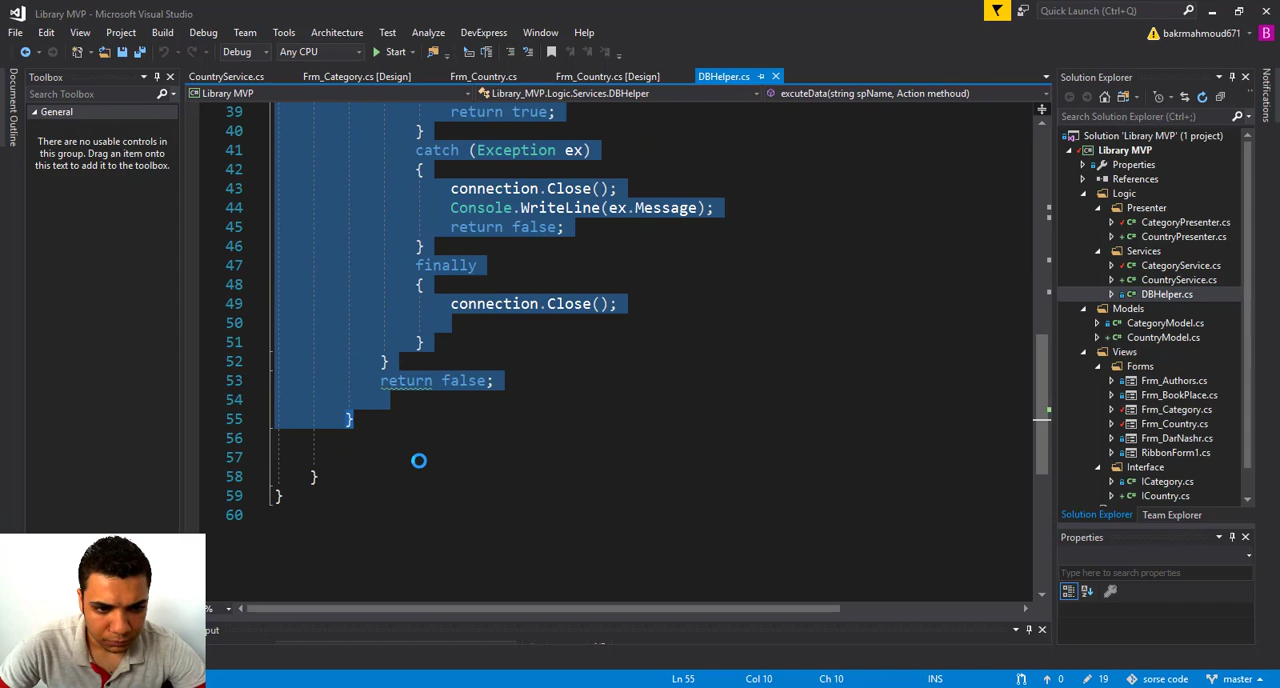 Library MVP - Microsoft Visual Studio
Quick Launch (Ctrl+Q)
File Edit View Project Build Debug Team Tools Architecture Test Analyze DevExpress Window Help
bakrmahmoud671 B
Debug Any CPU Start
Document Outline
Toolbox
Search Toolbox
General
There are no usable controls in
this group. Drag an item onto
this text to add it to the toolbox.
CountryService.cs Frm_Category.cs [Design] Frm_Country.cs Frm_Country.cs [Design] DBHelper.cs
Library MVP Library_MVP.Logic.Services.DBHelper excuteData(string spName, Action methoud)
39 return true;
40 }
41 catch (Exception ex)
42 {
43 connection.Close();
44 Console.WriteLine(ex.Message);
45 return false;
46 }
47 finally
48 {
49 connection.Close();
50
51 }
52 }
53 return false;
54
55 }
56
57
58 }
59 }
60
%
Solution Explorer
Search Solution Explorer (Ctrl+;)
Solution 'Library MVP' (1 project)
Library MVP
Properties
References
Logic
Presenter
CategoryPresenter.cs
CountryPresenter.cs
Services
CategoryService.cs
CountryService.cs
DBHelper.cs
Models
CategoryModel.cs
CountryModel.cs
Views
Forms
Frm_Authors.cs
Frm_BookPlace.cs
Frm_Category.cs
Frm_Country.cs
Frm_DarNashr.cs
RibbonForm1.cs
Interface
ICategory.cs
ICountry.cs
Solution Explorer Team Explorer
Properties
Type here to search properties
Notifications
Ln 55 Col 10 Ch 10 INS 0 19 sorse code master